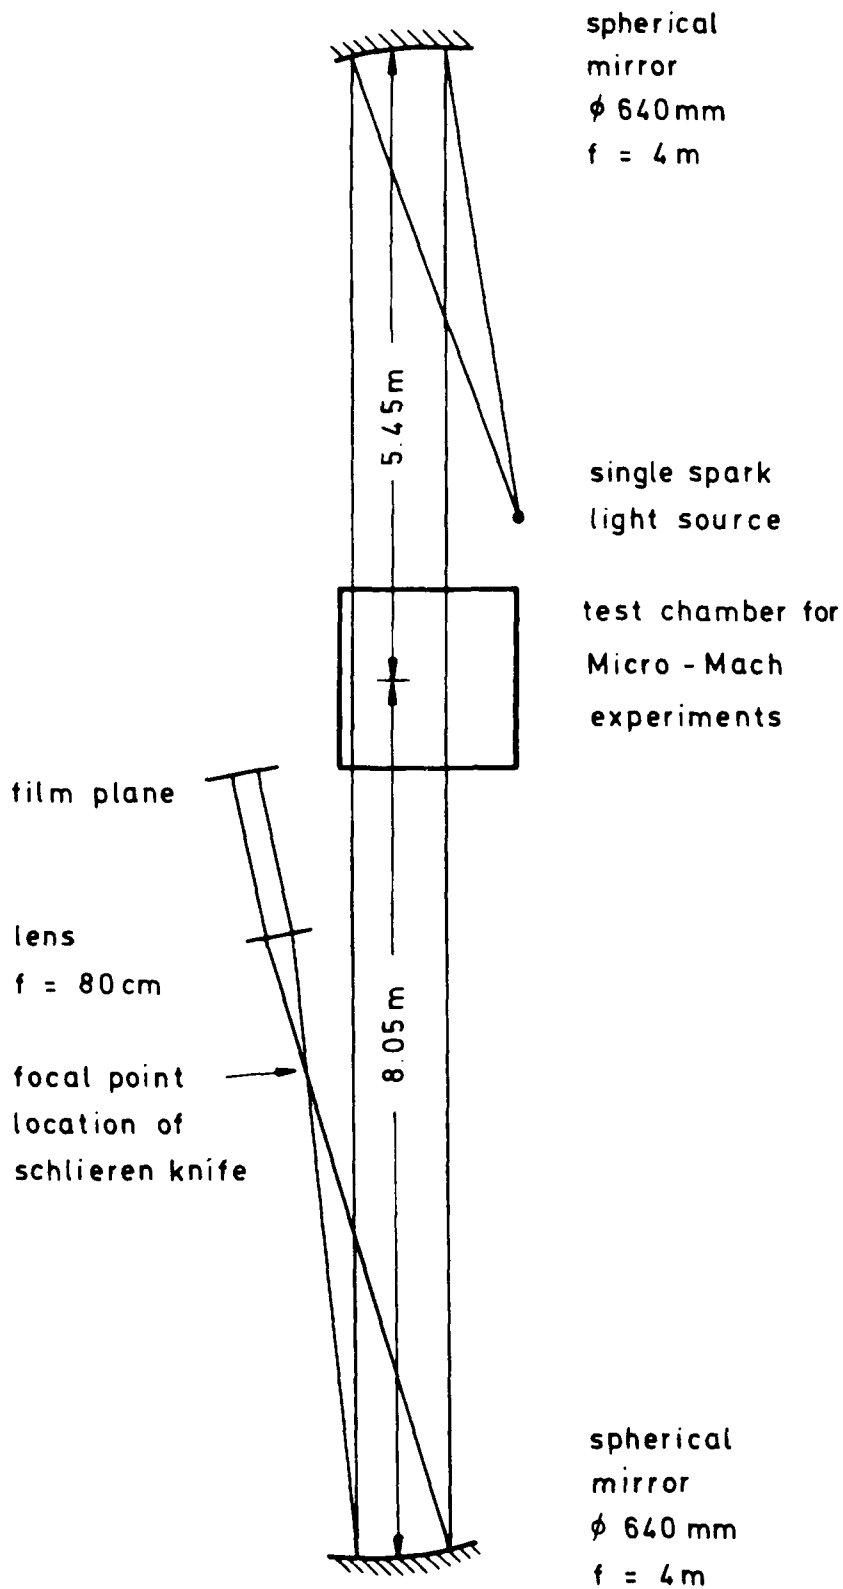 spherical
mirror
ϕ 640mm
f = 4m
5.45m
single spark
light source
test chamber for
Micro - Mach
experiments
film plane
lens
f = 80cm
8.05m
focal point
location of
schlieren knife
spherical
mirror
ϕ 640 mm
f = 4m